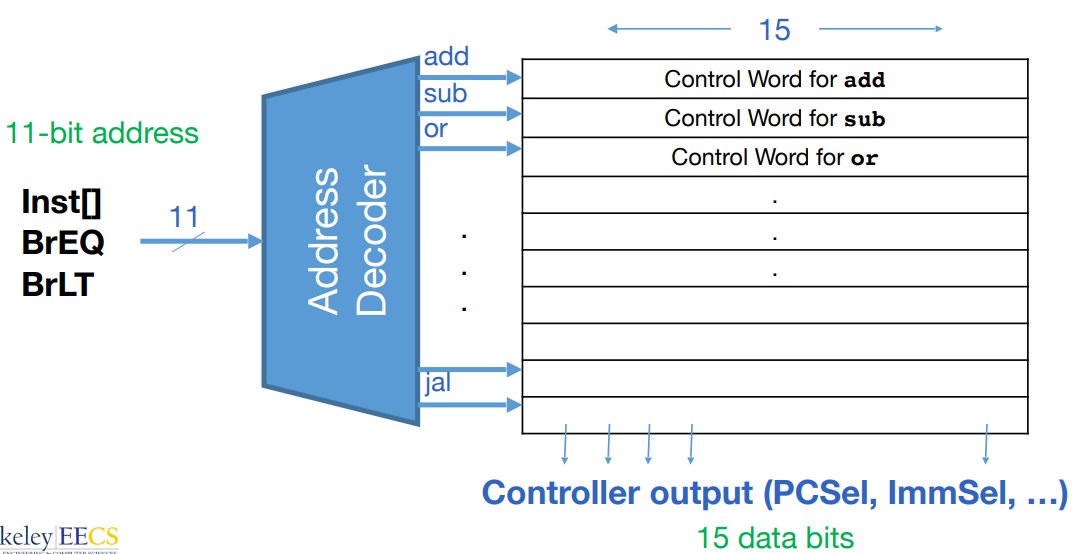 15
add
sub
or
Control Word for add
Control Word for sub
Control Word for or
.
.
.
11-bit address
Inst[]
BrEQ
BrLT
11
Address
Decoder
.
.
.
jal
Controller output (PCSel, ImmSel, …)
15 data bits
keley EECS